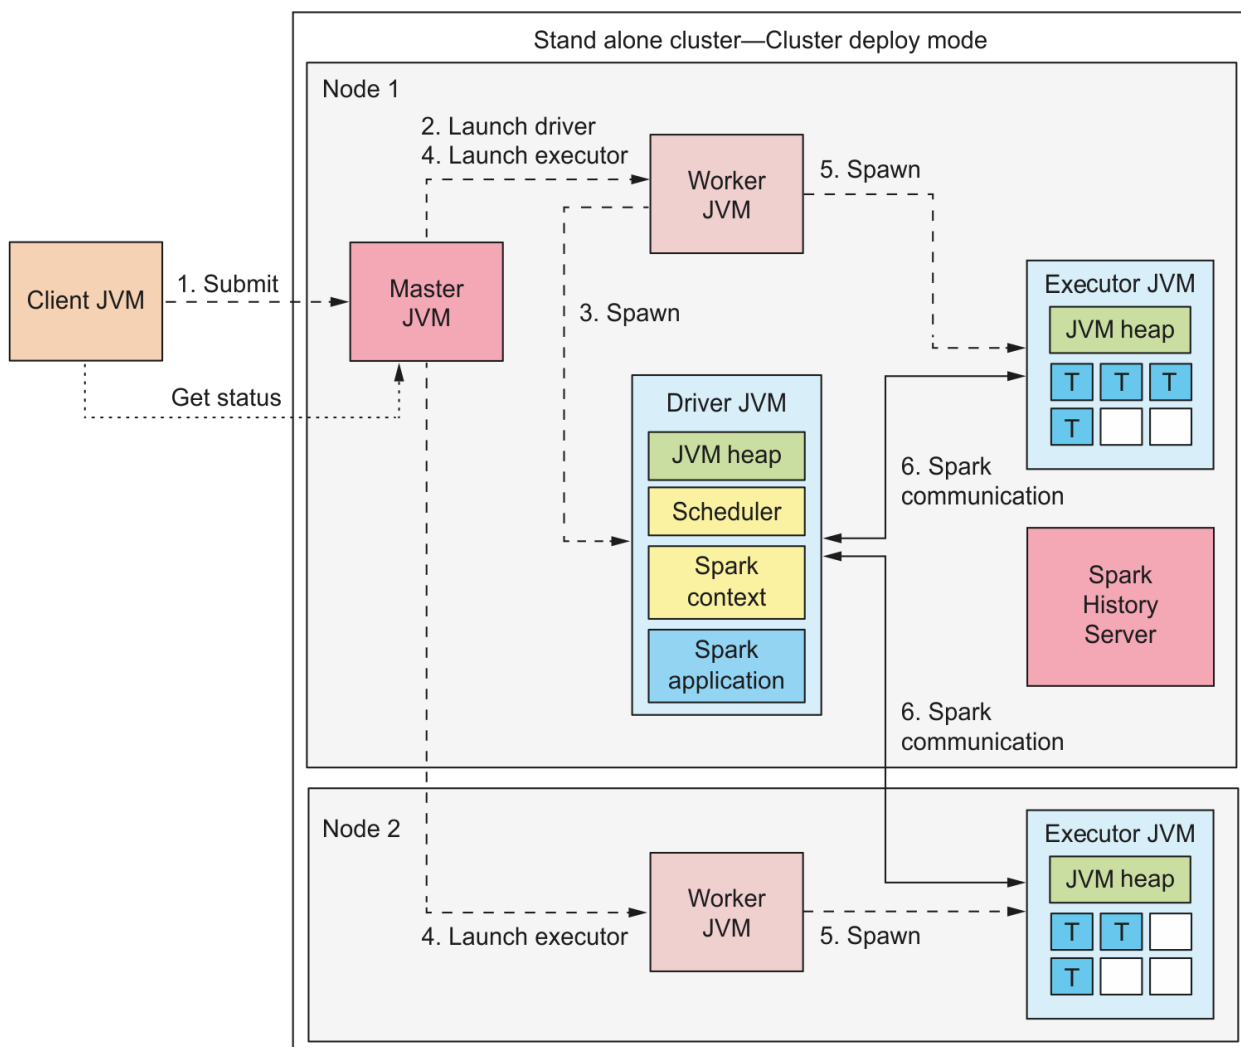 Stand alone cluster—Cluster deploy mode
Node 1
2. Launch driver
4. Launch executor
Worker
JVM
5. Spawn
Client JVM
1. Submit
Master
JVM
Get status
3. Spawn
Executor JVM
JVM heap
T T T
T
Driver JVM
JVM heap
Scheduler
Spark
context
Spark
application
6. Spark
communication
Spark
History
Server
6. Spark
communication
Node 2
4. Launch executor
Worker
JVM
5. Spawn
Executor JVM
JVM heap
T T
T